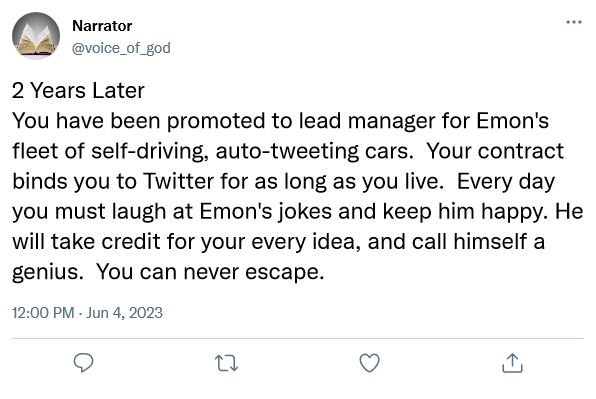 Narrator
@voice_of_god
2 Years Later
You have been promoted to lead manager for Emon's
fleet of self-driving, auto-tweeting cars.  Your contract
binds you to Twitter for as long as you live.  Every day
you must laugh at Emon's jokes and keep him happy. He
will take credit for your every idea, and call himself a
genius.  You can never escape.
12:00 PM · Jun 4, 2023